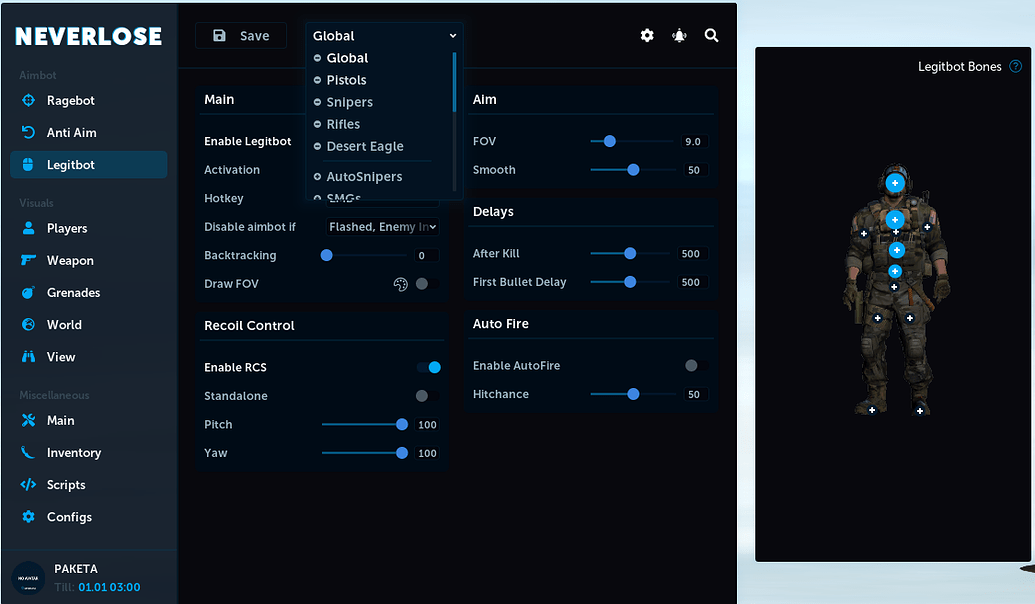 NEVERLOSE
Aimbot
Ragebot
Anti Aim
Legitbot
Visuals
Players
Weapon
Grenades
World
View
Miscellaneous
Main
Inventory
Scripts
Configs
NO AVATAR
PAKETA
Till: 01.01 03:00
Save
Global
Global
Pistols
Snipers
Rifles
Desert Eagle
AutoSnipers
SMGs
Main
Enable Legitbot
Activation
Hotkey
Disable aimbot if
Flashed, Enemy In
Backtracking
0
Draw FOV
Recoil Control
Enable RCS
Standalone
Pitch
100
Yaw
100
Aim
FOV
9.0
Smooth
50
Delays
After Kill
500
First Bullet Delay
500
Auto Fire
Enable AutoFire
Hitchance
50
Legitbot Bones ?